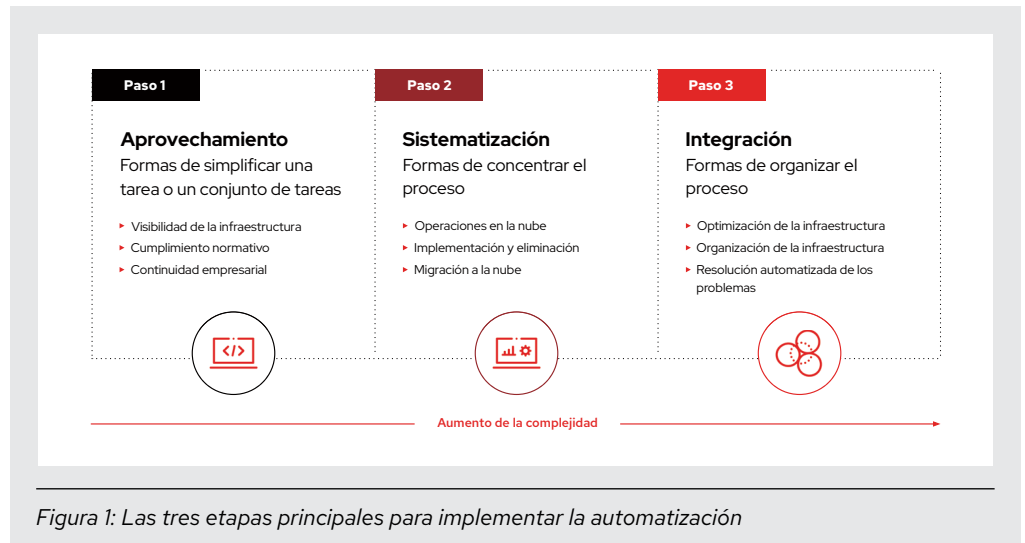 Paso 1
Aprovechamiento
Formas de simplificar una
tarea o un conjunto de tareas
Visibilidad de la infraestructura
Cumplimiento normativo
Continuidad empresarial
Paso 2
Sistematización
Formas de concentrar el
proceso
Operaciones en la nube
Implementación y eliminación
Migración a la nube
Paso 3
Integración
Formas de organizar el
proceso
Optimización de la infraestructura
Organización de la infraestructura
Resolución automatizada de los
problemas
Aumento de la complejidad
Figura 1: Las tres etapas principales para implementar la automatización